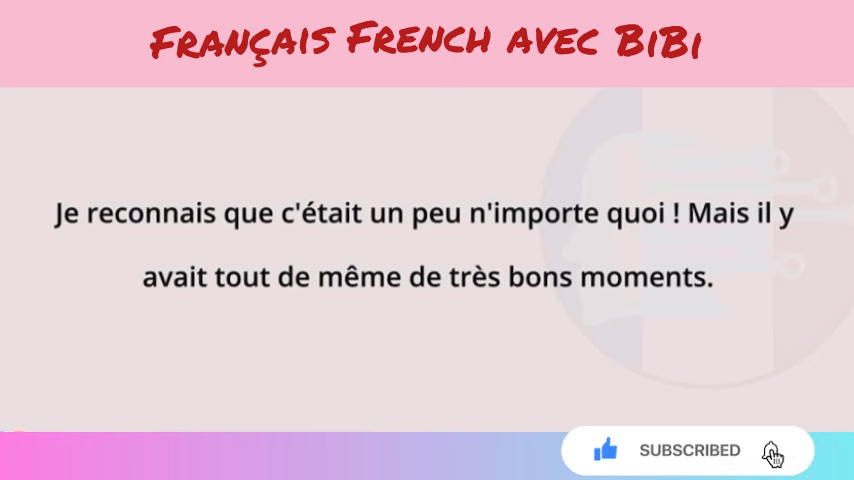 Français French avec BiBi
Je reconnais que c'était un peu n'importe quoi ! Mais il y
avait tout de même de très bons moments.
SUBSCRIBED